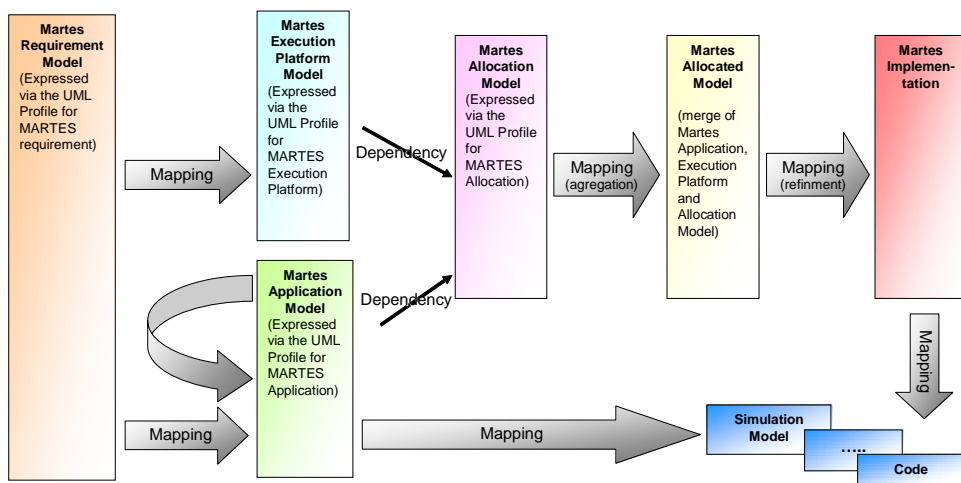 Martes
Requirement
Model
(Expressed
via the UML
Profile for
MARTES
requirement)
Mapping
Martes
Execution
Platform
Model
(Expressed
via the
UML Profile
for
MARTES
Execution
Platform)
Dependency
Martes
Allocation
Model
(Expressed
via the
UML Profile
for
MARTES
Allocation)
Mapping
(agregation)
Martes
Allocated
Model
(merge of
Martes
Application,
Execution
Platform
and
Allocation
Model)
Mapping
(refinment)
Martes
Implemen-
tation
Martes
Application
Model
(Expressed
via the UML
Profile for
MARTES
Application)
Dependency
Mapping
Mapping
Mapping
Simulation
Model
.....
Code